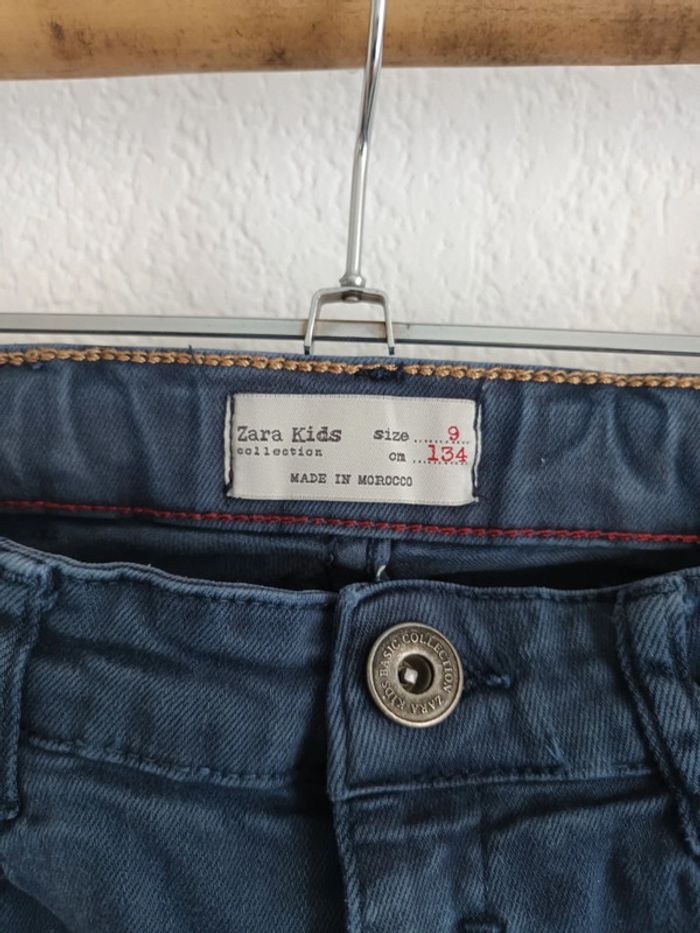 Zara Kids size 9
collection cm 134
MADE IN MOROCCO
ZARA KIDS BASIC COLLECTION